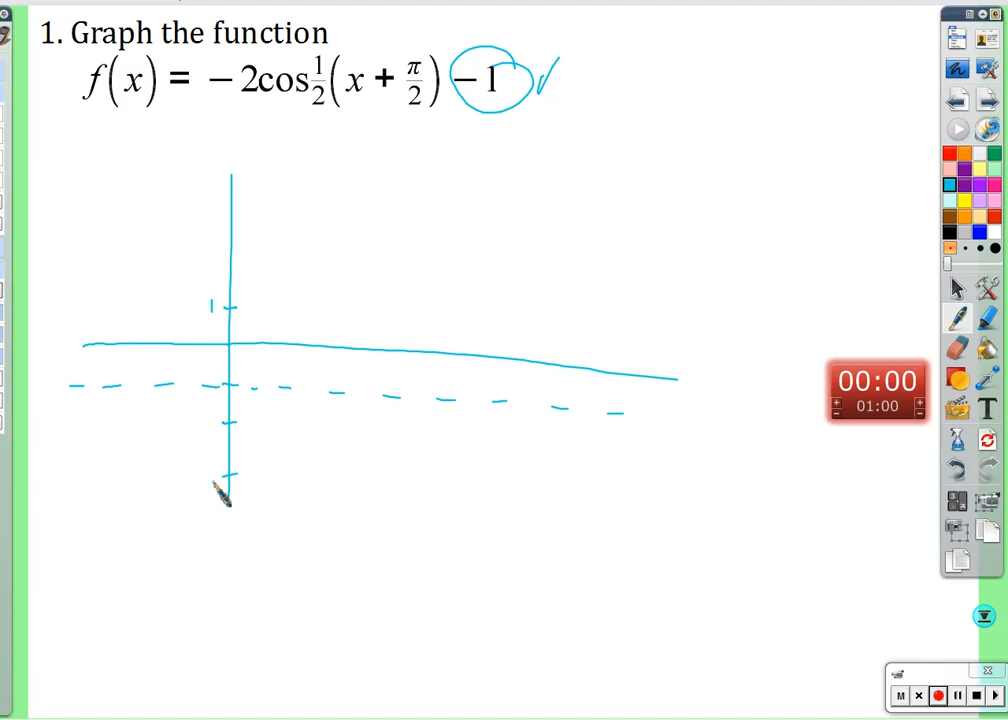 1. Graph the function
f(x) = −2cos½(x + π/2) −1
1
00:00
01:00
T
M